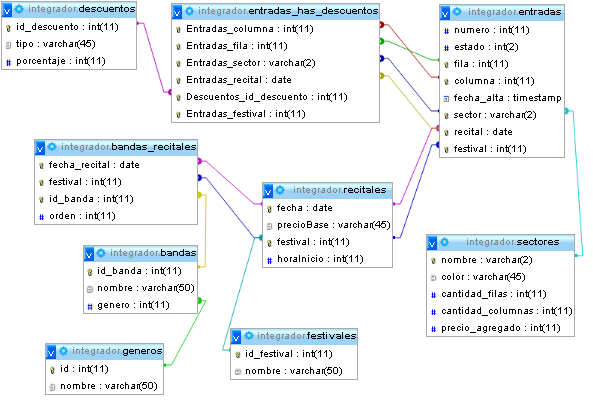 integrador.descuentos
id_descuento : int(11)
tipo : varchar(45)
porcentaje : int(11)
integrador.entradas_has_descuentos
Entradas_columna : int(11)
Entradas_fila : int(11)
Entradas_sector : varchar(2)
Entradas_recital : date
Descuentos_id_descuento : int(11)
Entradas_festival : int(11)
integrador.entradas
numero : int(11)
estado : int(2)
fila : int(11)
columna : int(11)
fecha_alta : timestamp
sector : varchar(2)
recital : date
festival : int(11)
integrador.bandas_recitales
fecha_recital : date
festival : int(11)
id_banda : int(11)
orden : int(11)
integrador.recitales
fecha : date
precioBase : varchar(45)
festival : int(11)
horaInicio : int(11)
integrador.sectores
nombre : varchar(2)
color : varchar(45)
cantidad_filas : int(11)
cantidad_columnas : int(11)
precio_agregado : int(11)
integrador.bandas
id_banda : int(11)
nombre : varchar(50)
genero : int(11)
integrador.generos
id : int(11)
nombre : varchar(50)
integrador.festivales
id_festival : int(11)
nombre : varchar(50)